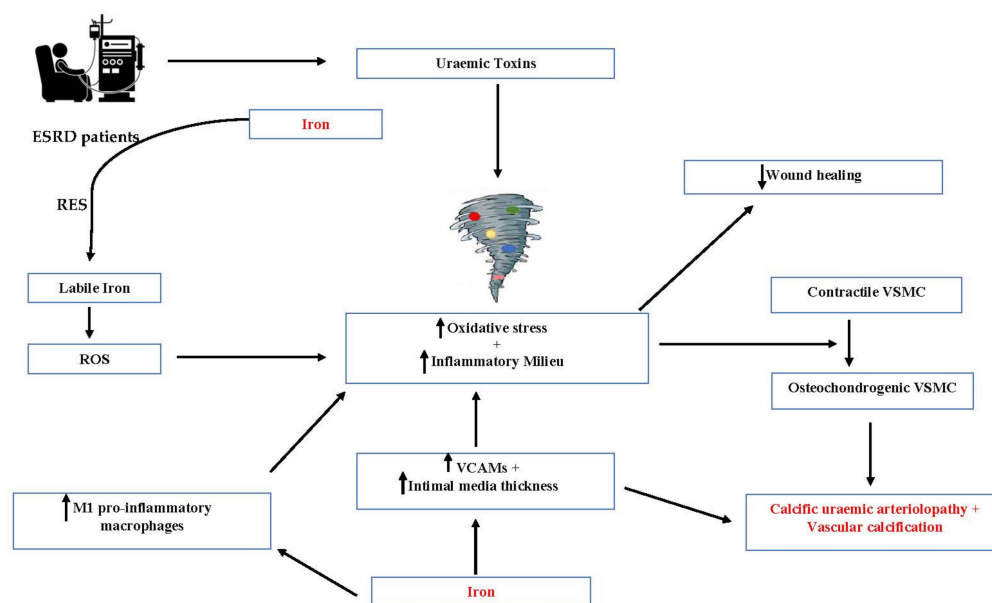 Uraemic Toxins
Iron
ESRD patients
RES
Wound healing
Labile Iron
Contractile VSMC
Oxidative stress
+
Inflammatory Milieu
ROS
Osteochondrogenic VSMC
VCAMs +
Intimal media thickness
M1 pro-inflammatory
macrophages
Calcific uraemic arteriolopathy +
Vascular calcification
Iron